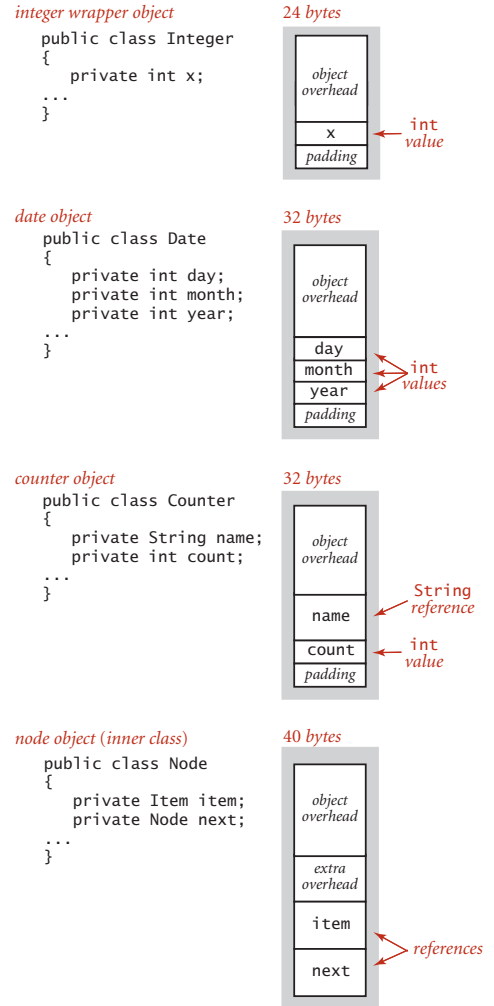 integer wrapper object
24 bytes
public class Integer
{
private int x;
...
}
object
overhead
x
padding
int
value
date object
32 bytes
public class Date
{
private int day;
private int month;
private int year;
...
}
object
overhead
day
month
year
padding
int
values
counter object
32 bytes
public class Counter
{
private String name;
private int count;
...
}
object
overhead
name
count
padding
String
reference
int
value
node object (inner class)
40 bytes
public class Node
{
private Item item;
private Node next;
...
}
object
overhead
extra
overhead
item
next
references